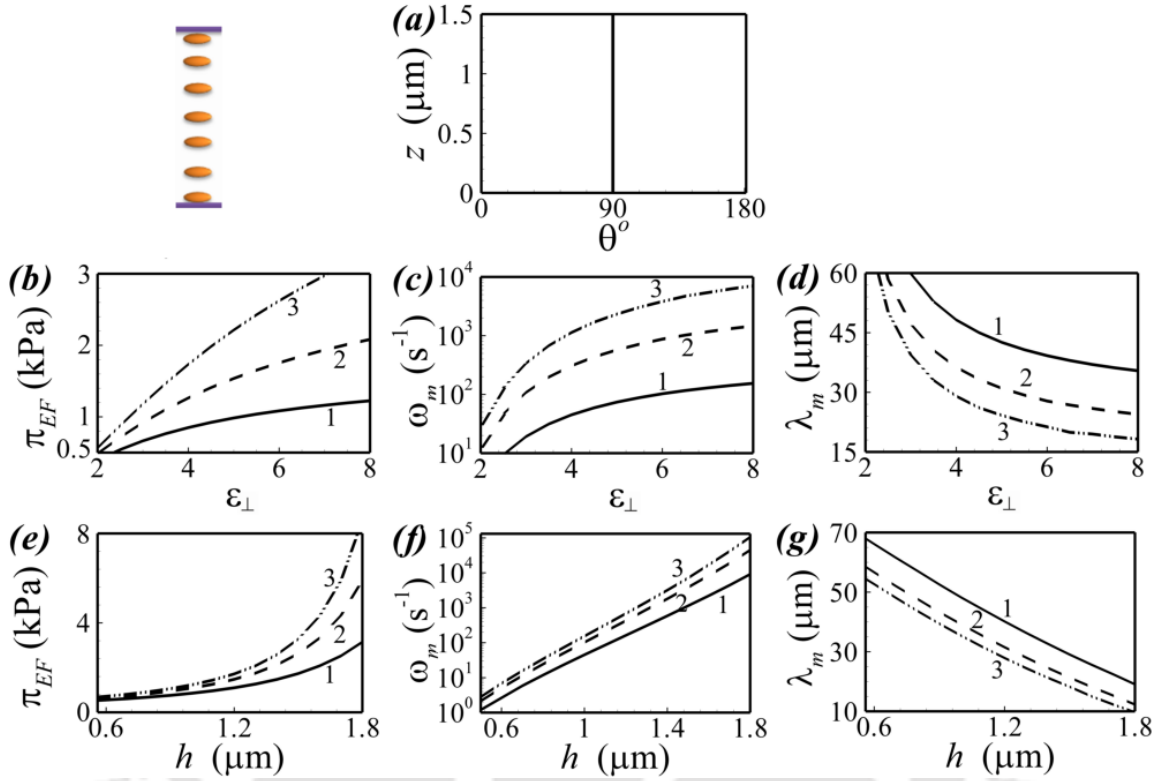 (a)
1.5
1
0.5
0
z (μm)
0 90 180
θ°
(b)
3
2
1
0.5
π_EF (kPa)
3
2
1
2 4 6 8
ε⊥
(c)
10⁴
10³
10²
10¹
ω_m (s⁻¹)
3
2
1
2 4 6 8
ε⊥
(d)
60
45
30
15
λ_m (μm)
1
2
3
2 4 6 8
ε⊥
(e)
8
4
0
π_EF (kPa)
3
2
1
0.6 1.2 1.8
h (μm)
(f)
10⁵
10⁴
10³
10²
10¹
10⁰
ω_m (s⁻¹)
3
2
1
0.6 1 1.4 1.8
h (μm)
(g)
70
50
30
10
λ_m (μm)
1
2
3
0.6 1.2 1.8
h (μm)